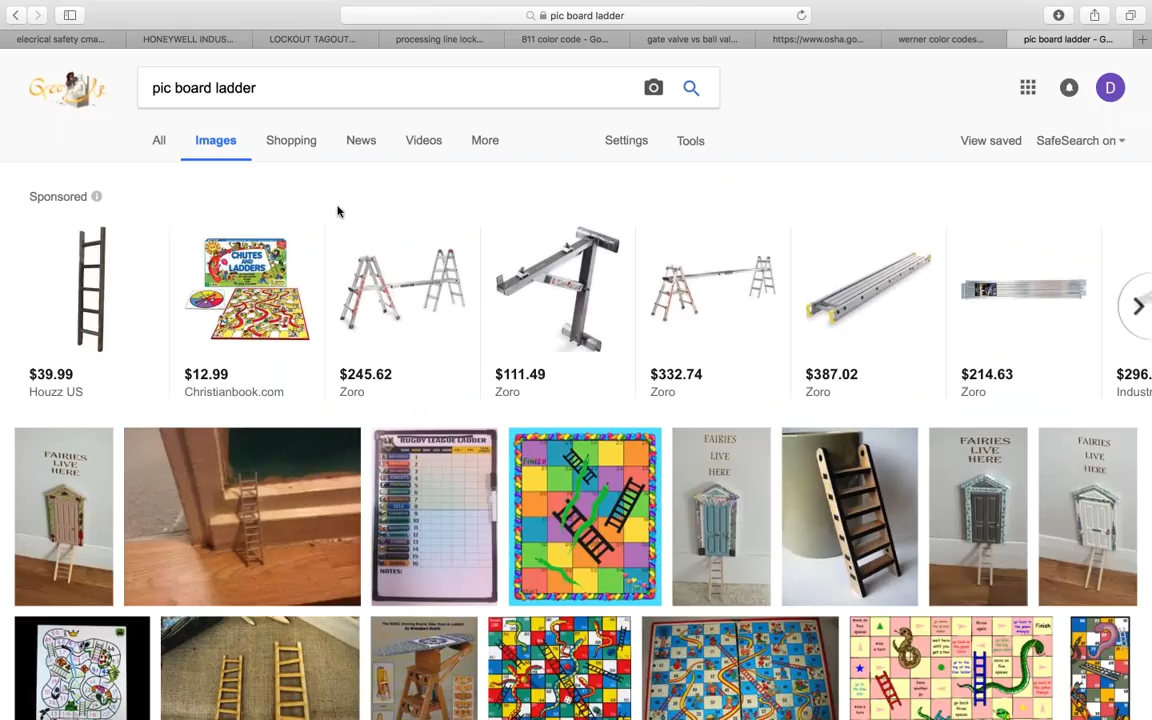 pic board ladder
elecrical safety cma...
HONEYWELL INDUS...
LOCKOUT TAGOUT...
processing line lock...
811 color code - Go...
gate valve vs ball val...
https://www.osha.go...
werner color codes...
pic board ladder - G...
pic board ladder
D
All
Images
Shopping
News
Videos
More
Settings
Tools
View saved
SafeSearch on
Sponsored
$39.99
Houzz US
CHUTES
AND
LADDERS
$12.99
Christianbook.com
$245.62
Zoro
$111.49
Zoro
$332.74
Zoro
$387.02
Zoro
$214.63
Zoro
$296.
Industr
FAIRIES
LIVE
HERE
RUGBY LEAGUE LADDER
NOTES:
FINISH
FAIRIES
LIVE
HERE
FAIRIES
LIVE
HERE
FAIRIES
LIVE
HERE
Finish